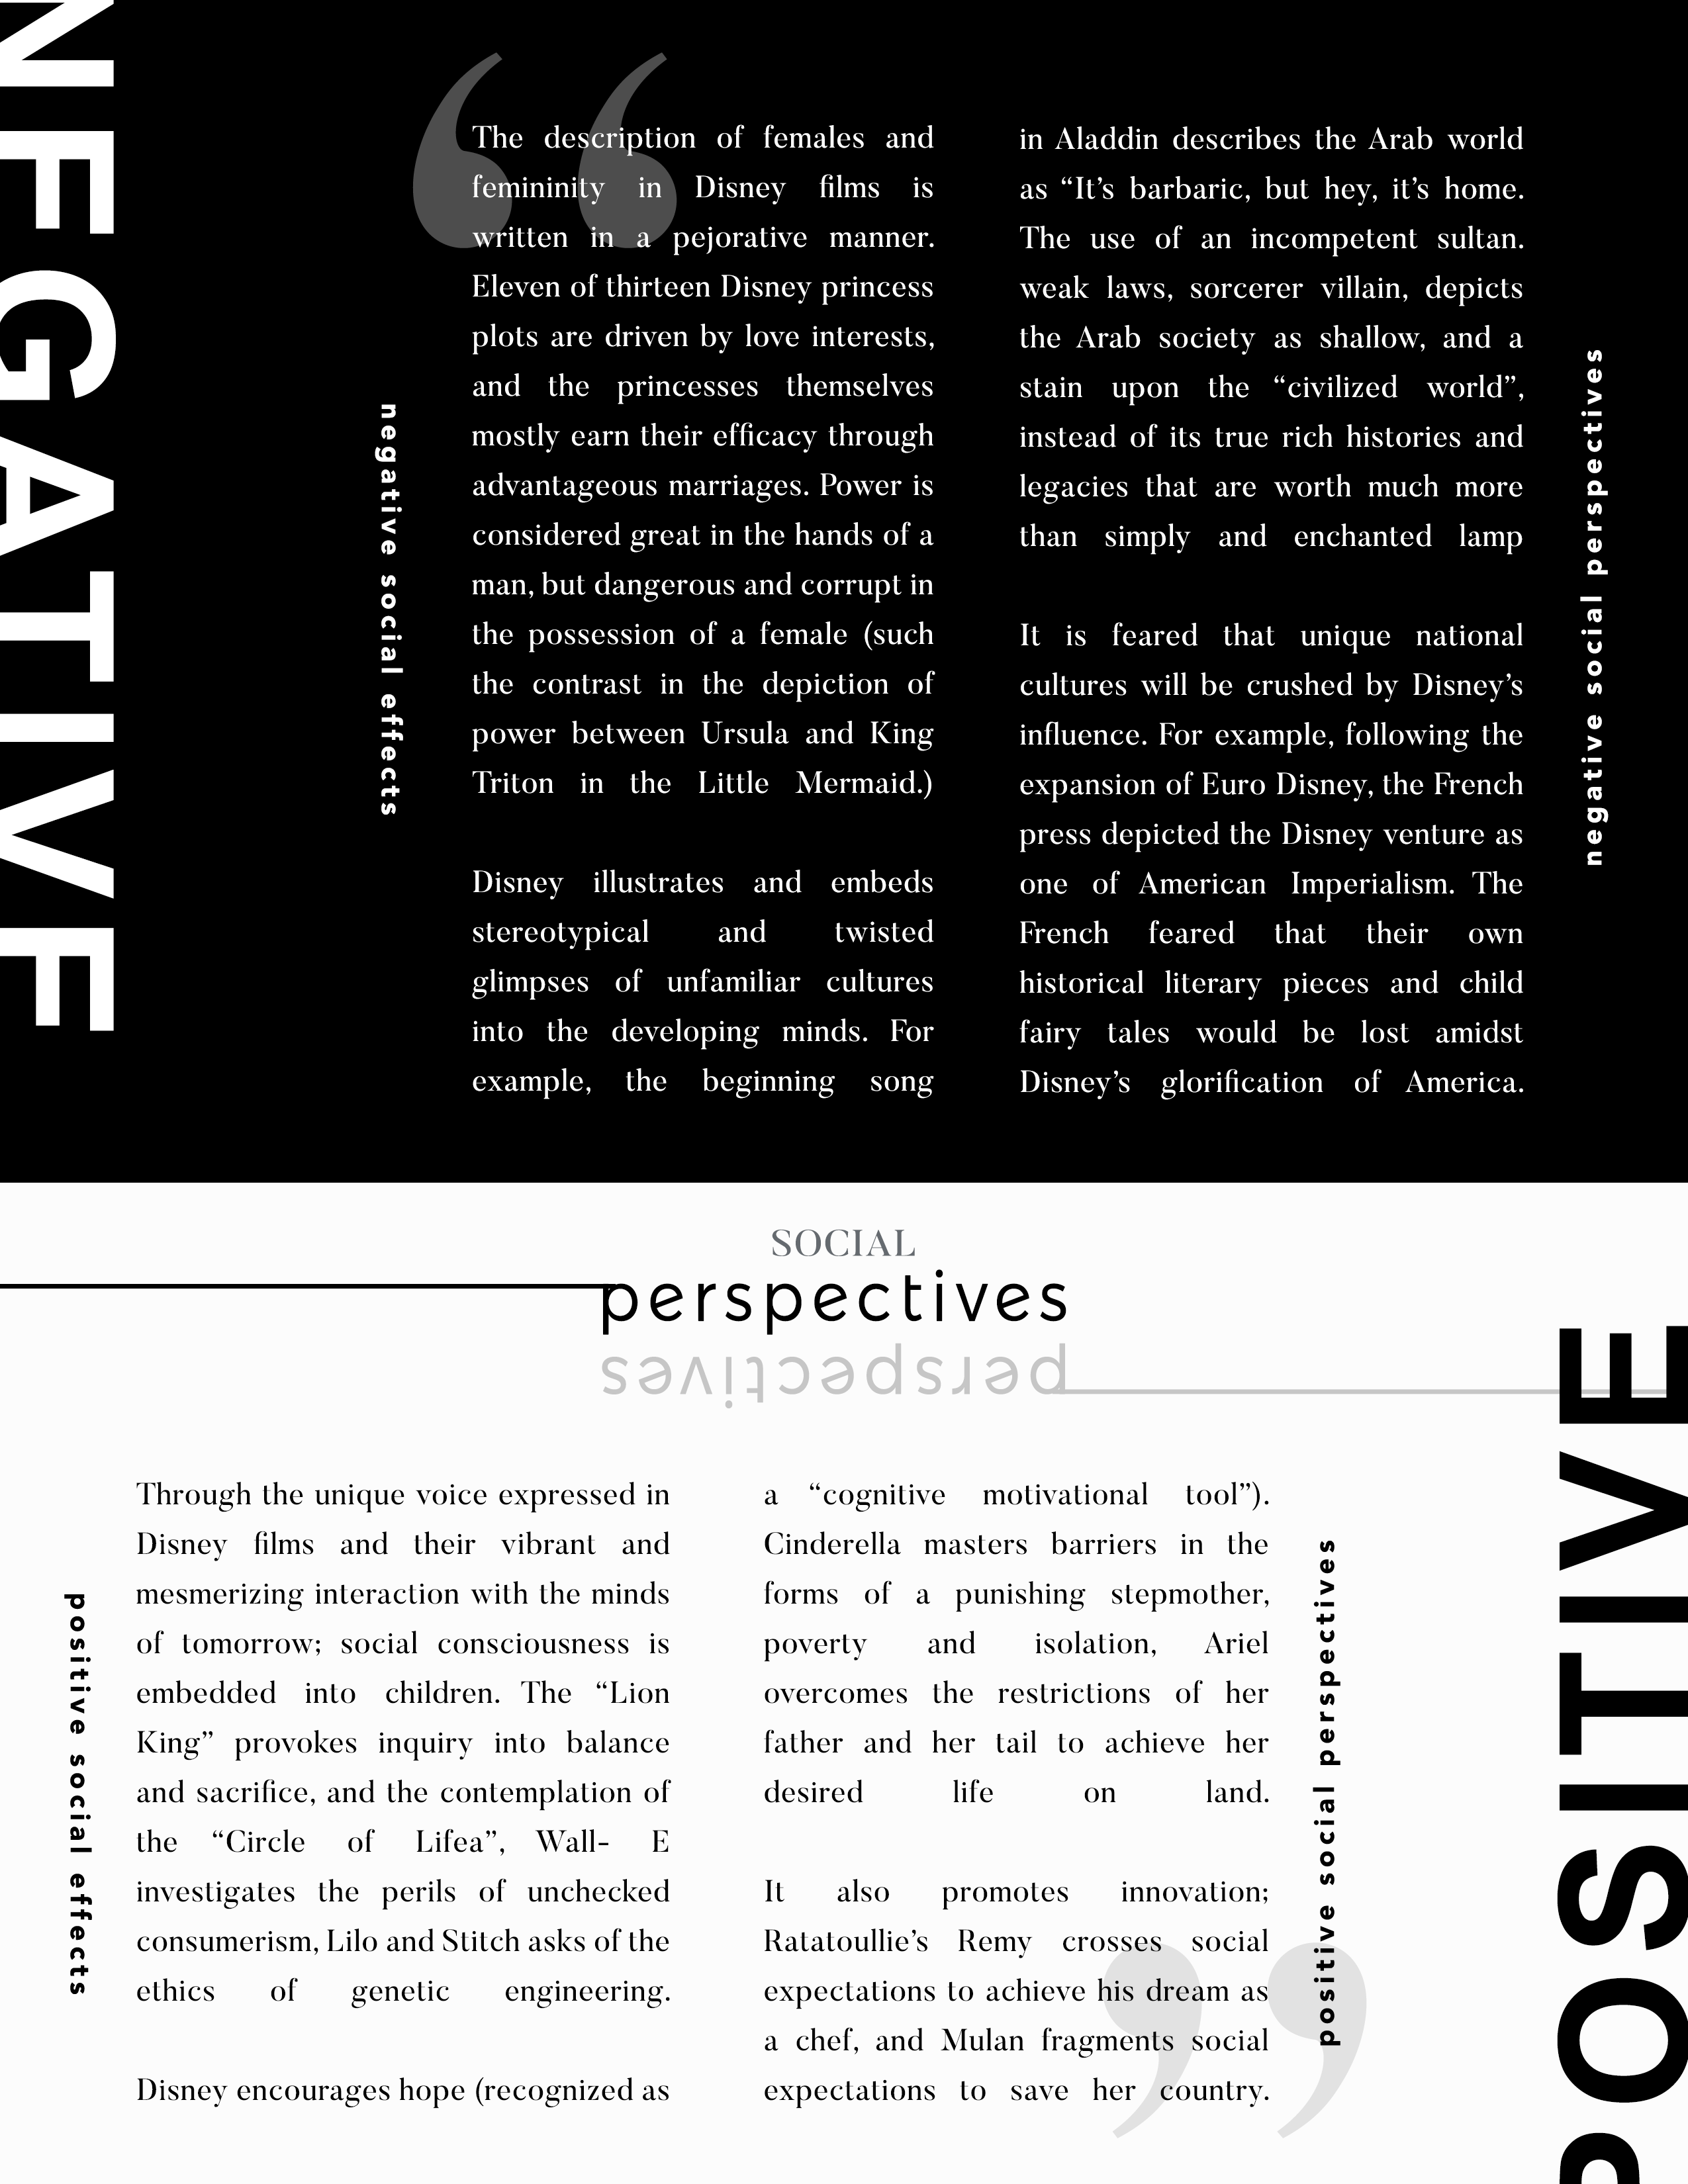 NEGATIVE
negative social effects
The description of females and
femininity in Disney films is
written in a pejorative manner.
Eleven of thirteen Disney princess
plots are driven by love interests,
and the princesses themselves
mostly earn their efficacy through
advantageous marriages. Power is
considered great in the hands of a
man, but dangerous and corrupt in
the possession of a female (such
the contrast in the depiction of
power between Ursula and King
Triton in the Little Mermaid.)
Disney illustrates and embeds
stereotypical and twisted
glimpses of unfamiliar cultures
into the developing minds. For
example, the beginning song
in Aladdin describes the Arab world
as “It’s barbaric, but hey, it’s home.
The use of an incompetent sultan.
weak laws, sorcerer villain, depicts
the Arab society as shallow, and a
stain upon the “civilized world”,
instead of its true rich histories and
legacies that are worth much more
than simply and enchanted lamp
It is feared that unique national
cultures will be crushed by Disney’s
influence. For example, following the
expansion of Euro Disney, the French
press depicted the Disney venture as
one of American Imperialism. The
French feared that their own
historical literary pieces and child
fairy tales would be lost amidst
Disney’s glorification of America.
negative social perspectives
SOCIAL
perspectives
perspectives
positive social effects
Through the unique voice expressed in
Disney films and their vibrant and
mesmerizing interaction with the minds
of tomorrow; social consciousness is
embedded into children. The “Lion
King” provokes inquiry into balance
and sacrifice, and the contemplation of
the “Circle of Lifea”, Wall- E
investigates the perils of unchecked
consumerism, Lilo and Stitch asks of the
ethics of genetic engineering.
Disney encourages hope (recognized as
a “cognitive motivational tool”).
Cinderella masters barriers in the
forms of a punishing stepmother,
poverty and isolation, Ariel
overcomes the restrictions of her
father and her tail to achieve her
desired life on land.
It also promotes innovation;
Ratatoullie’s Remy crosses social
expectations to achieve his dream as
a chef, and Mulan fragments social
expectations to save her country.
positive social perspectives
POSITIVE